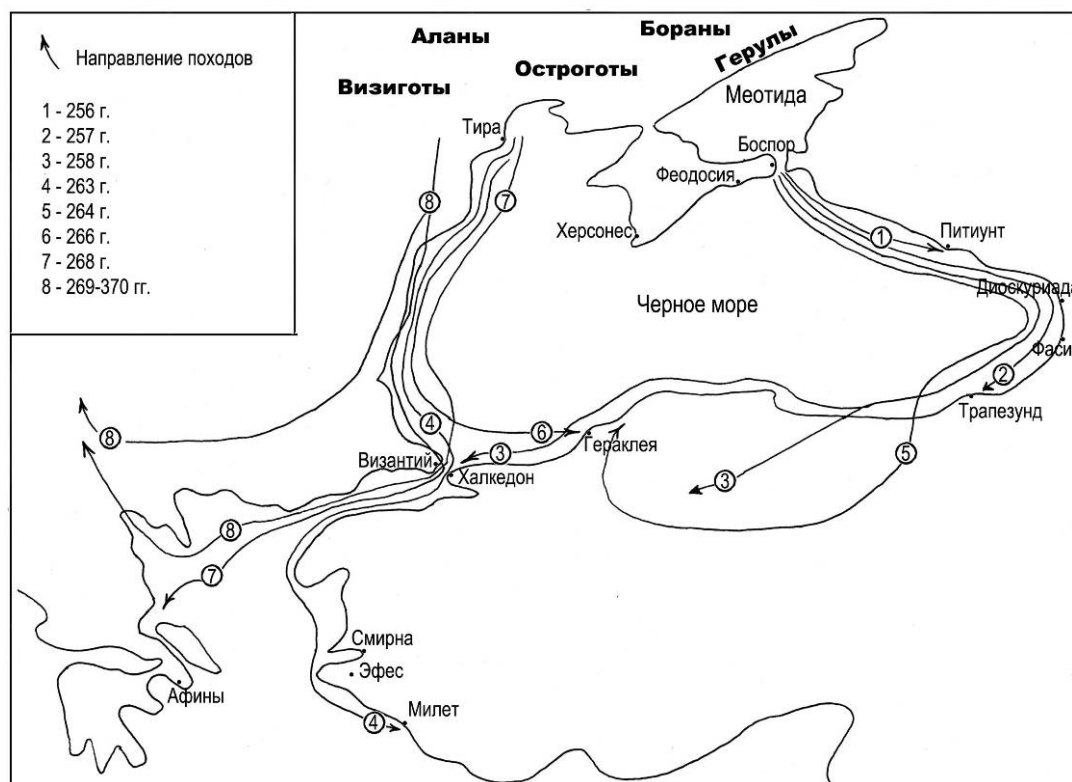 Направление походов
1 - 256 г.
2 - 257 г.
3 - 258 г.
4 - 263 г.
5 - 264 г.
6 - 266 г.
7 - 268 г.
8 - 269-370 гг.
Аланы
Бораны
Герулы
Визиготы
Остроготы
Меотида
Тира
Боспор
Феодосия
8
7
Херсонес
1
Питиунт
Черное море
Диоскуриада
Фаси
2
Трапезунд
8
4
6
Гераклея
3
5
Византий
Халкедон
3
8
7
Смирна
Эфес
Афины
4
Милет